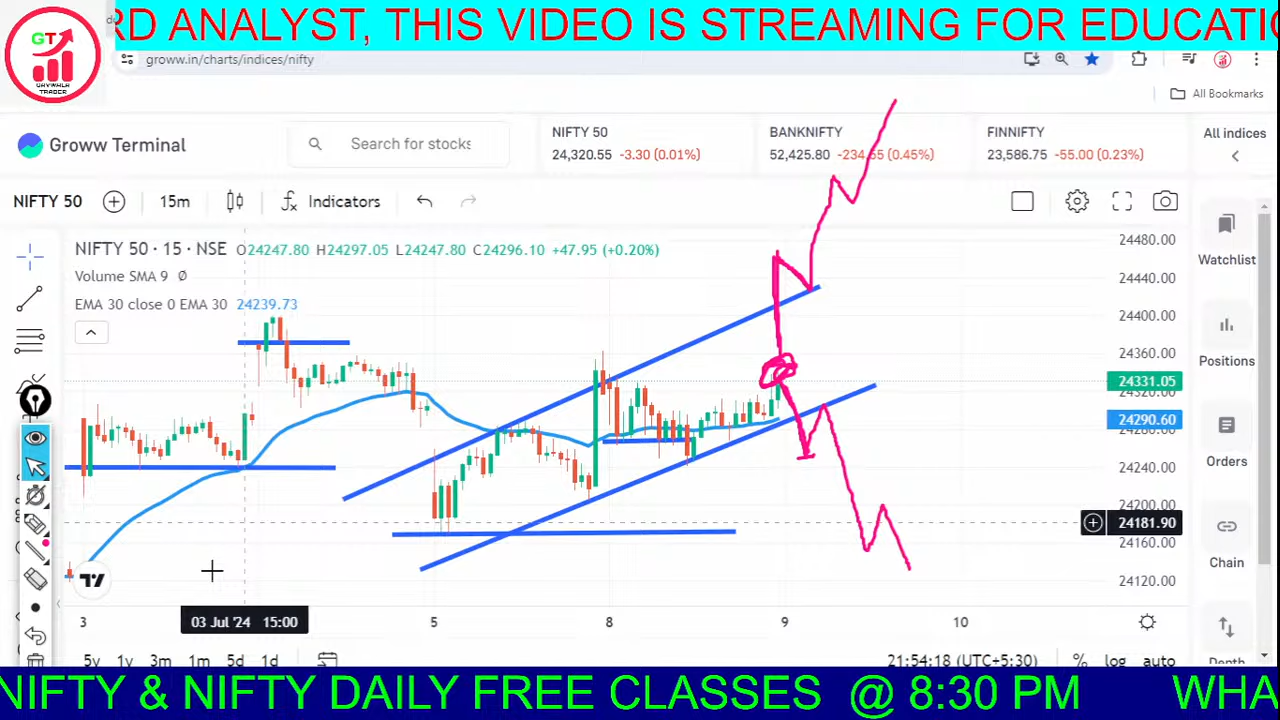 RD ANALYST, THIS VIDEO IS STREAMING FOR EDUCATIO
GT
GAYWALA
TRADER
groww.in/charts/indices/nifty
All Bookmarks
Groww Terminal
Search for stocks
NIFTY 50
24,320.55 -3.30 (0.01%)
BANKNIFTY
52,425.80 -234.55 (0.45%)
FINNIFTY
23,586.75 -55.00 (0.23%)
All indices
NIFTY 50 15m Indicators
NIFTY 50 · 15 · NSE O24247.80 H24297.05 L24247.80 C24296.10 +47.95 (+0.20%)
Volume SMA 9 Ø
EMA 30 close 0 EMA 30 24239.73
24480.00
24440.00
24400.00
24360.00
24331.05
24320.00
24290.60
24280.00
24240.00
24200.00
24181.90
24160.00
24120.00
Watchlist
Positions
Orders
Chain
Depth
3 03 Jul '24 15:00 5 8 9 10
5y 1y 3m 1m 5d 1d 21:54:18 (UTC+5:30) % log auto
NIFTY & NIFTY DAILY FREE CLASSES @ 8:30 PM WHA